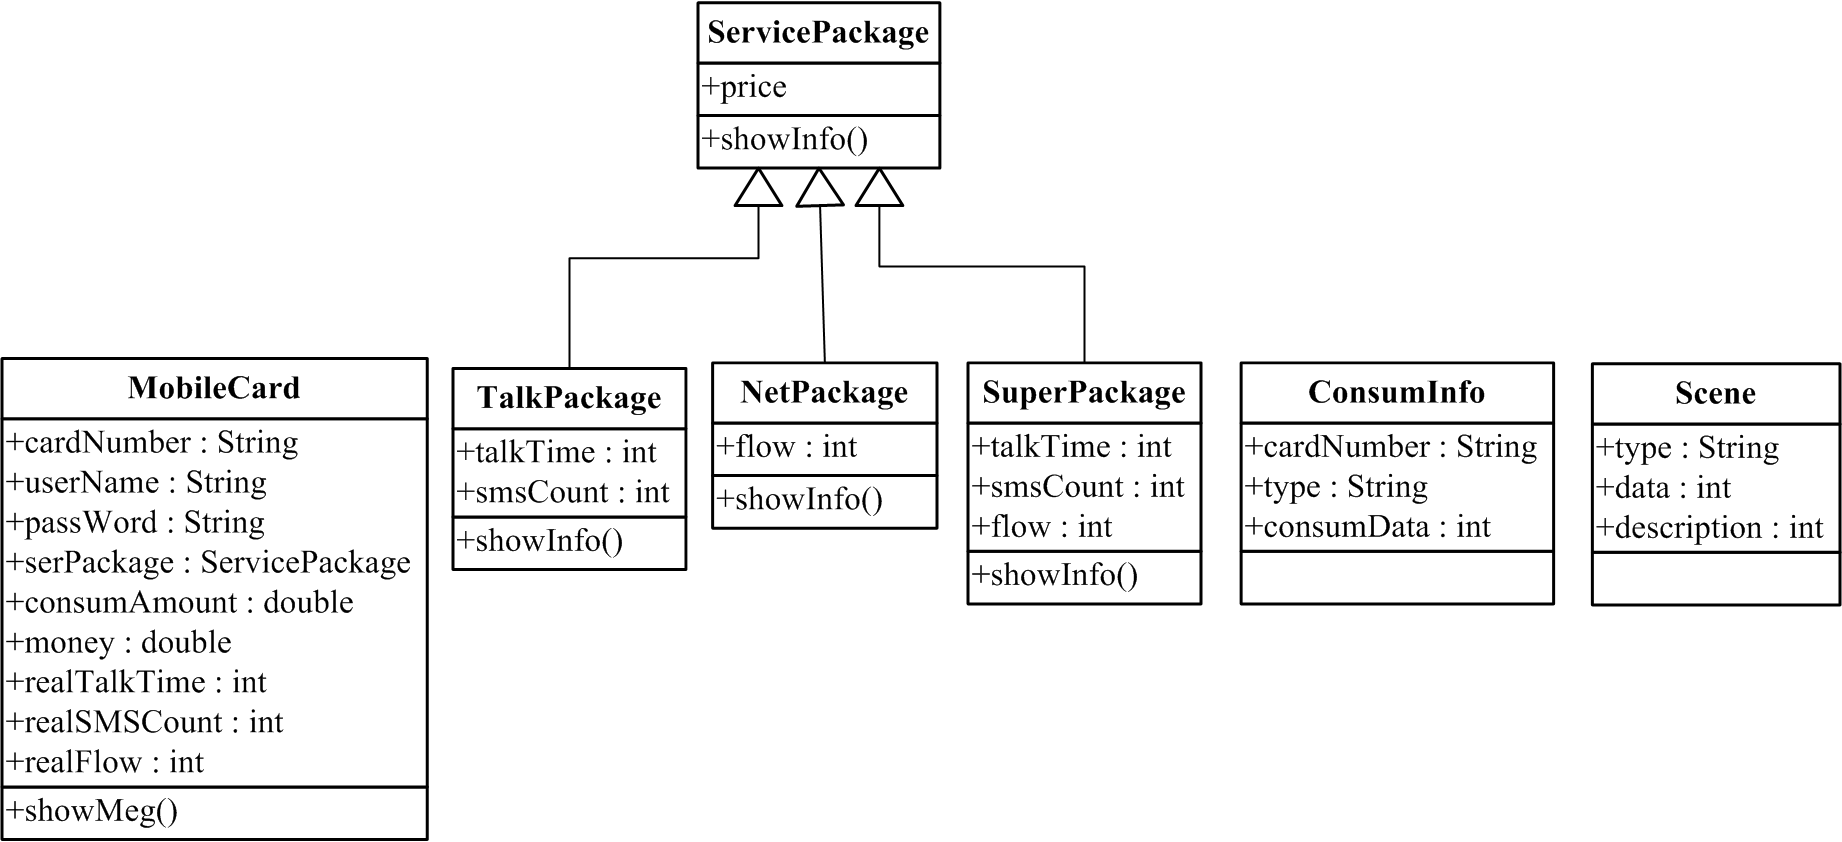 ServicePackage
+price
+showInfo()
MobileCard
+cardNumber : String
+userName : String
+passWord : String
+serPackage : ServicePackage
+consumAmount : double
+money : double
+realTalkTime : int
+realSMSCount : int
+realFlow : int
+showMeg()
TalkPackage
+talkTime : int
+smsCount : int
+showInfo()
NetPackage
+flow : int
+showInfo()
SuperPackage
+talkTime : int
+smsCount : int
+flow : int
+showInfo()
ConsumInfo
+cardNumber : String
+type : String
+consumData : int
Scene
+type : String
+data : int
+description : int